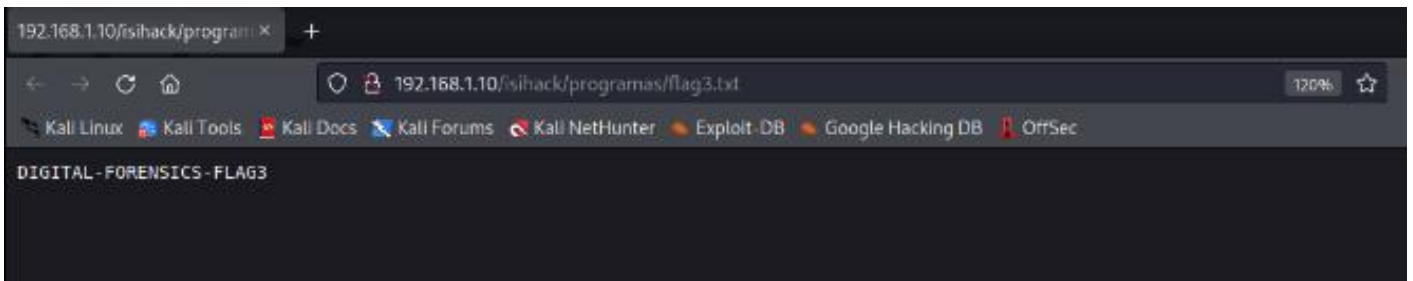 192.168.1.10/isihack/program
192.168.1.10/isihack/programas/flag3.txt 120%
Kali Linux Kali Tools Kali Docs Kali Forums Kali NetHunter Exploit-DB Google Hacking DB OffSec
DIGITAL-FORENSICS-FLAG3